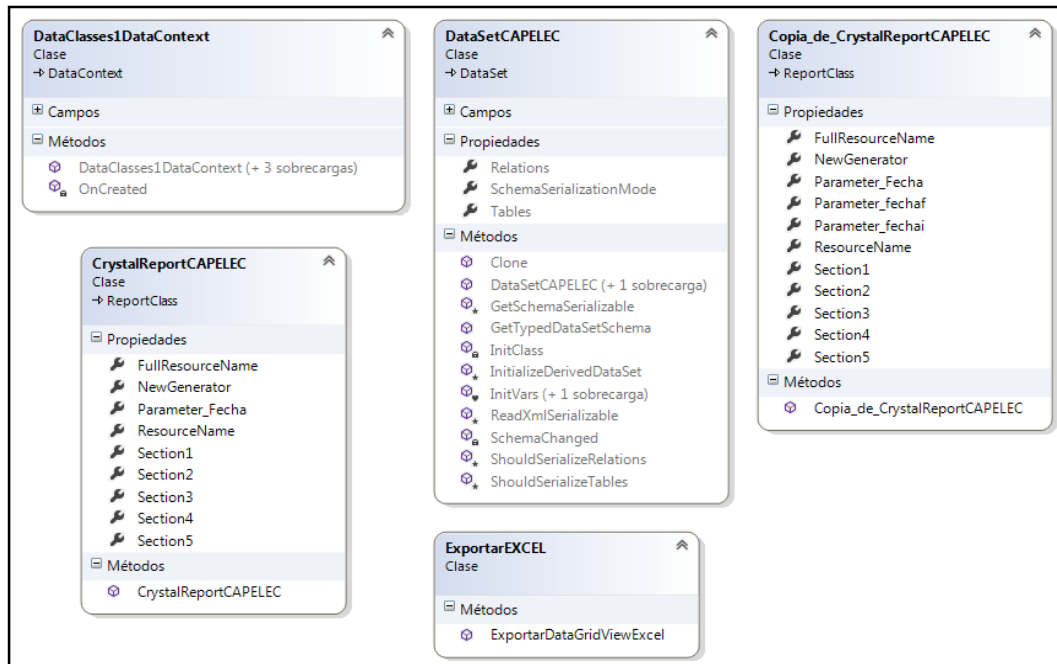 DataClasses1DataContext
Clase
DataContext
Campos
Métodos
DataClasses1DataContext (+ 3 sobrecargas)
OnCreated
CrystalReportCAPELEC
Clase
ReportClass
Propiedades
FullResourceName
NewGenerator
Parameter_Fecha
ResourceName
Section1
Section2
Section3
Section4
Section5
Métodos
CrystalReportCAPELEC
DataSetCAPELEC
Clase
DataSet
Campos
Propiedades
Relations
SchemaSerializationMode
Tables
Métodos
Clone
DataSetCAPELEC (+ 1 sobrecarga)
GetSchemaSerializable
GetTypedDataSetSchema
InitClass
InitializeDerivedDataSet
InitVars (+ 1 sobrecarga)
ReadXmlSerializable
SchemaChanged
ShouldSerializeRelations
ShouldSerializeTables
ExportarEXCEL
Clase
Métodos
ExportarDataGridViewExcel
Copia_de_CrystalReportCAPELEC
Clase
ReportClass
Propiedades
FullResourceName
NewGenerator
Parameter_Fecha
Parameter_fechaf
Parameter_fechai
ResourceName
Section1
Section2
Section3
Section4
Section5
Métodos
Copia_de_CrystalReportCAPELEC